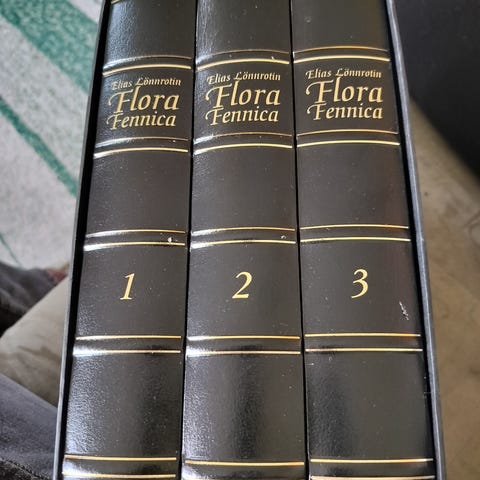 Elias Lönnrotin
Flora
Fennica
1
Elias Lönnrotin
Flora
Fennica
2
Elias Lönnrotin
Flora
Fennica
3